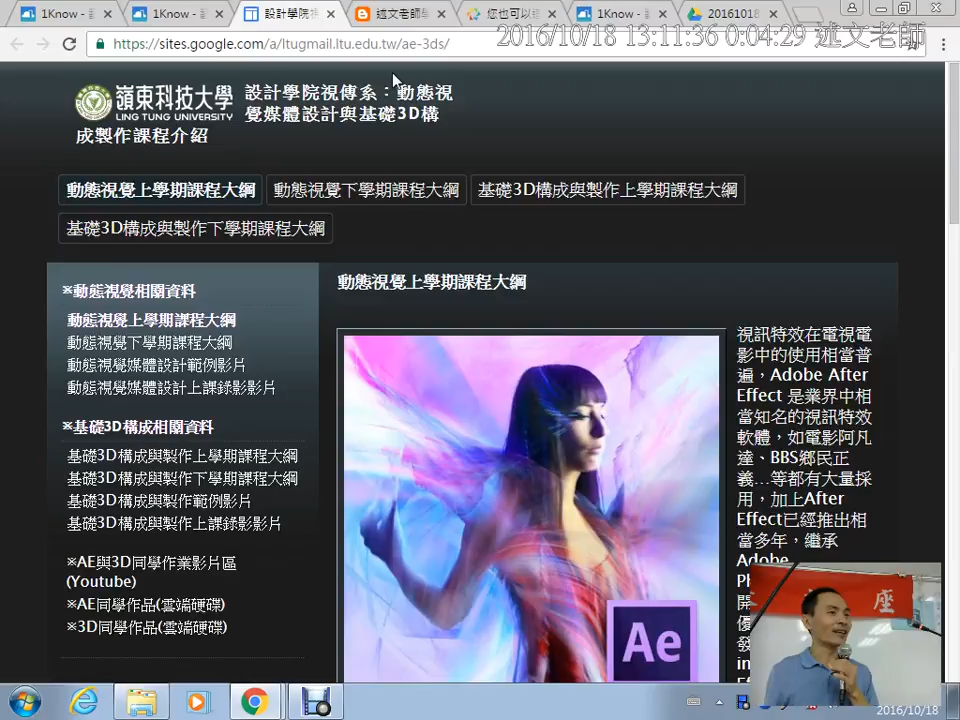 1Know -
1Know -
設計學院視
述文老師
您也可以
1Know -
20161018
https://sites.google.com/a/ltugmail.ltu.edu.tw/ae-3ds/
2016/10/18 13:11:36 0:04:29 述文老師
嶺東科技大學
LING TUNG UNIVERSITY
設計學院視傳系：動態視
覺媒體設計與基礎3D構
成製作課程介紹
動態視覺上學期課程大綱
動態視覺下學期課程大綱
基礎3D構成與製作上學期課程大綱
基礎3D構成與製作下學期課程大綱
※動態視覺相關資料
動態視覺上學期課程大綱
動態視覺下學期課程大綱
動態視覺媒體設計範例影片
動態視覺媒體設計上課錄影影片
※基礎3D構成相關資料
基礎3D構成與製作上學期課程大綱
基礎3D構成與製作下學期課程大綱
基礎3D構成與製作範例影片
基礎3D構成與製作上課錄影影片
※AE與3D同學作業影片區
(Youtube)
※AE同學作品(雲端硬碟)
※3D同學作品(雲端硬碟)
動態視覺上學期課程大綱
Ae
視訊特效在電視電
影中的使用相當普
遍，Adobe After
Effect 是業界中相
當知名的視訊特效
軟體，如電影阿凡
達、BBS鄉民正
義...等都有大量採
用，加上After
Effect已經推出相
當多年，繼承
Adobe
座
2016/10/18